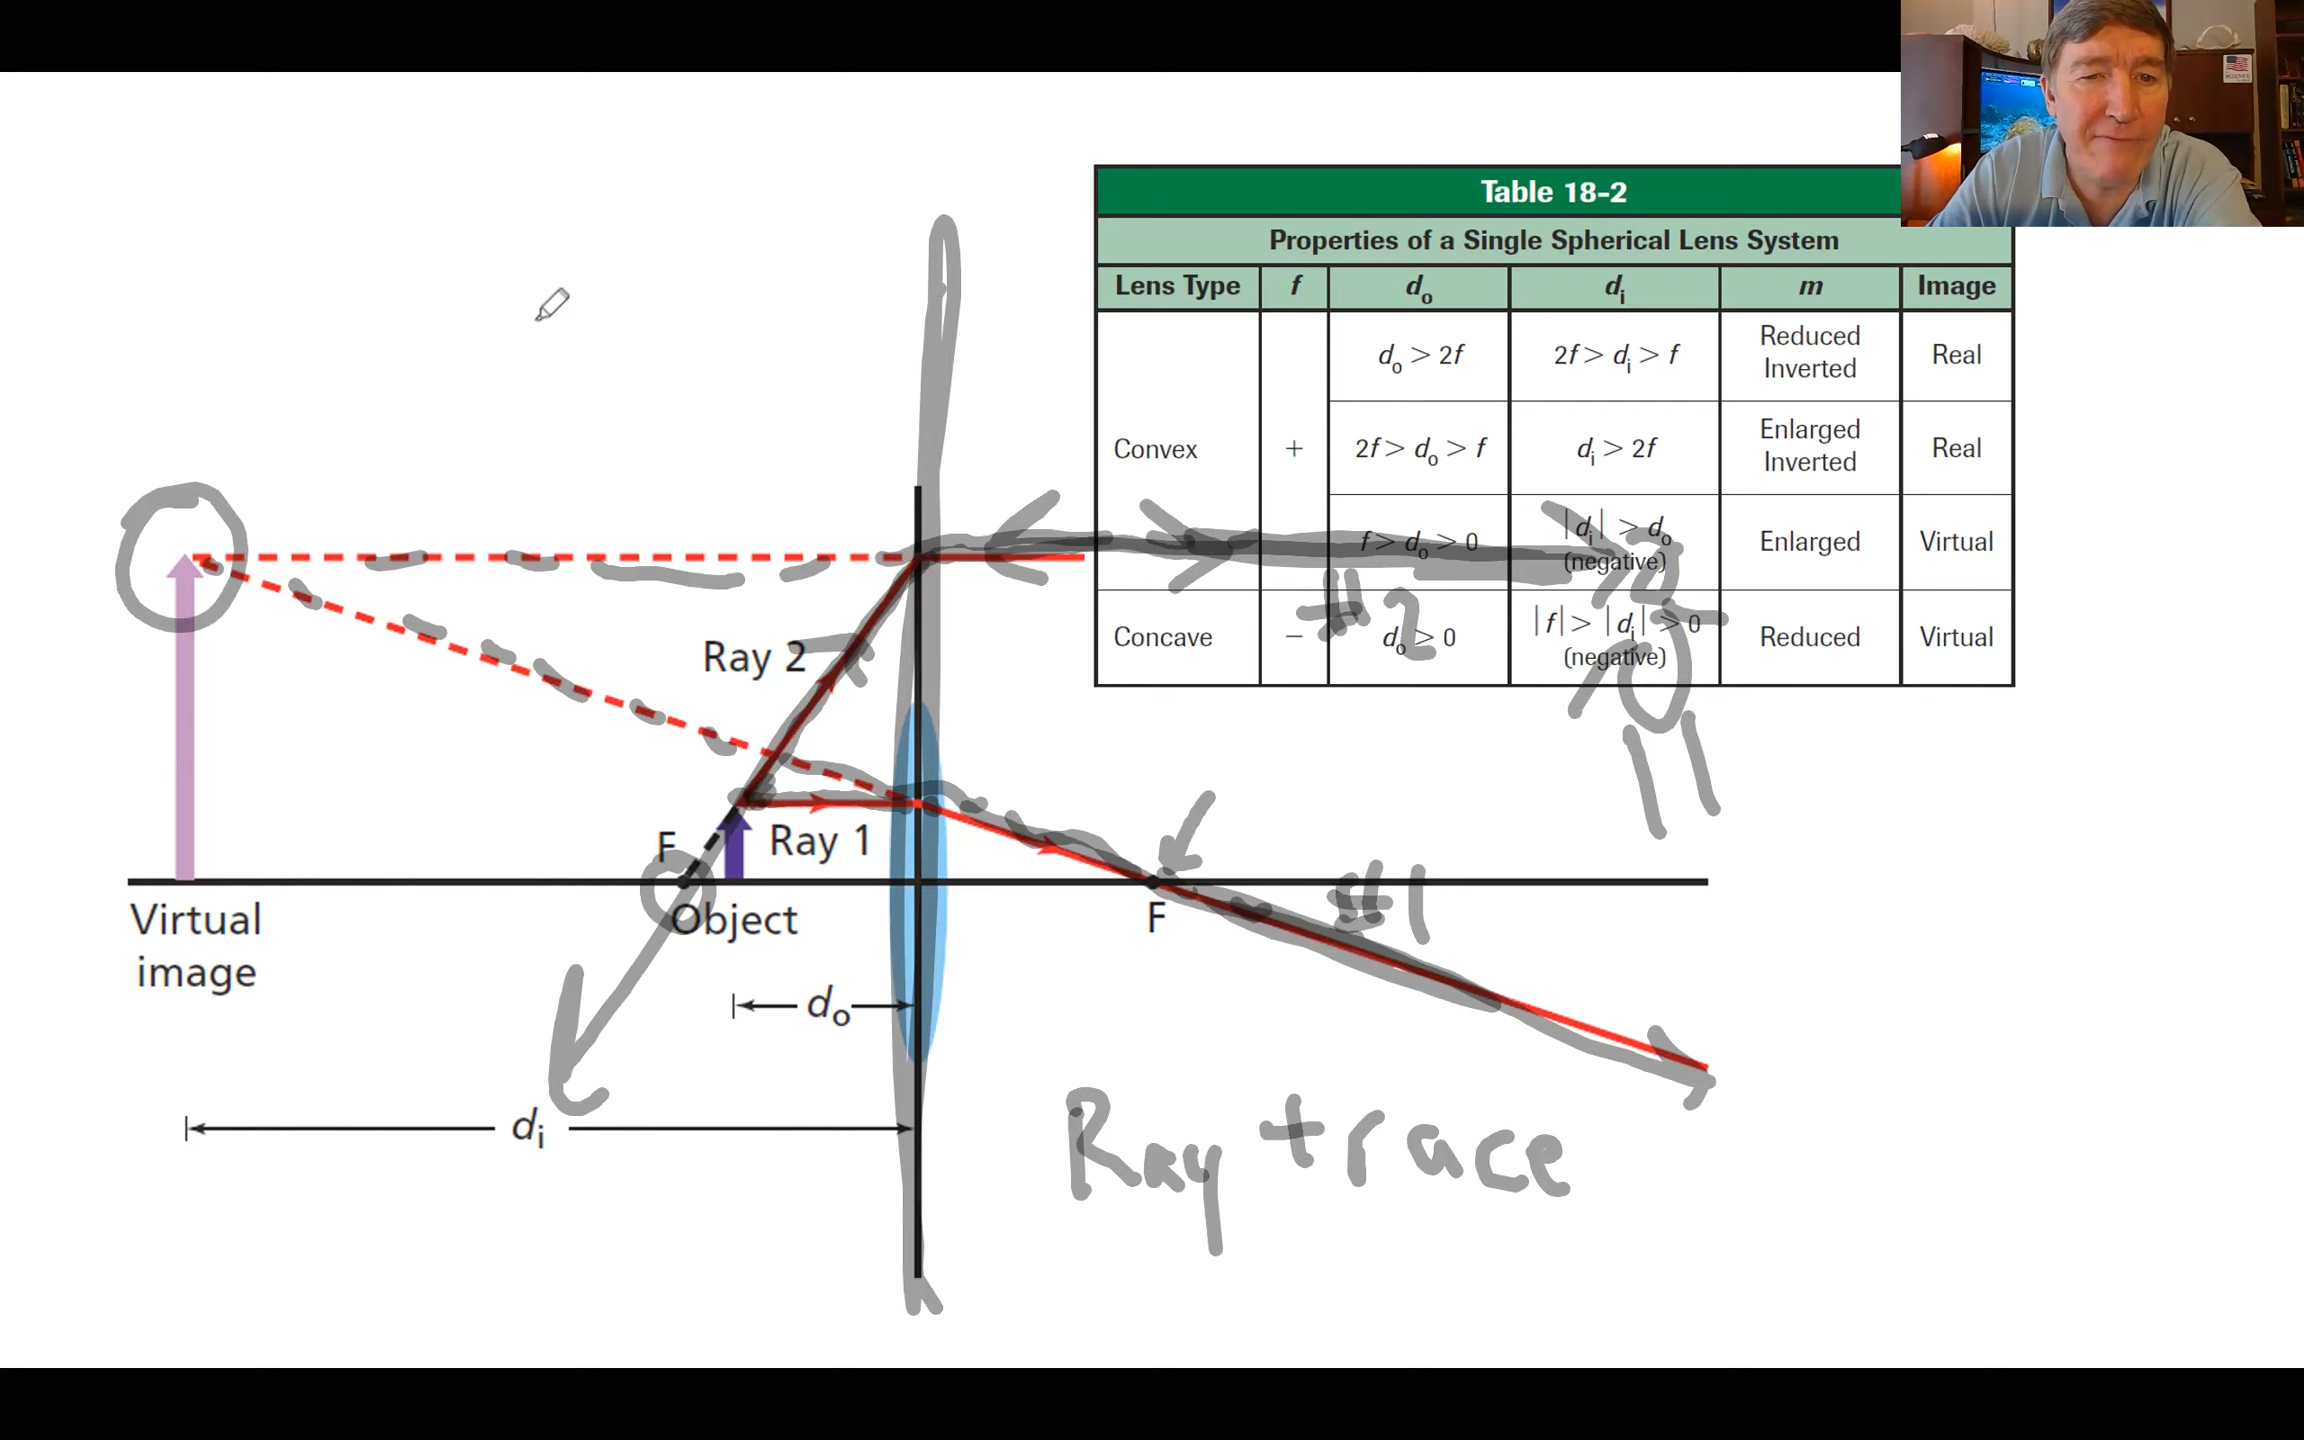 Table 18-2
Properties of a Single Spherical Lens System
Lens Type f do di m Image
Convex + do > 2f 2f > di > f Reduced Inverted Real
2f > do > f di > 2f Enlarged Inverted Real
f > do > 0 |di| > do (negative) Enlarged Virtual
Concave − do > 0 |f| > |di| > 0 (negative) Reduced Virtual
#2
Ray 2
F
Ray 1
#1
Virtual
image
Object
F
do
di
Ray trace
SCIENCE